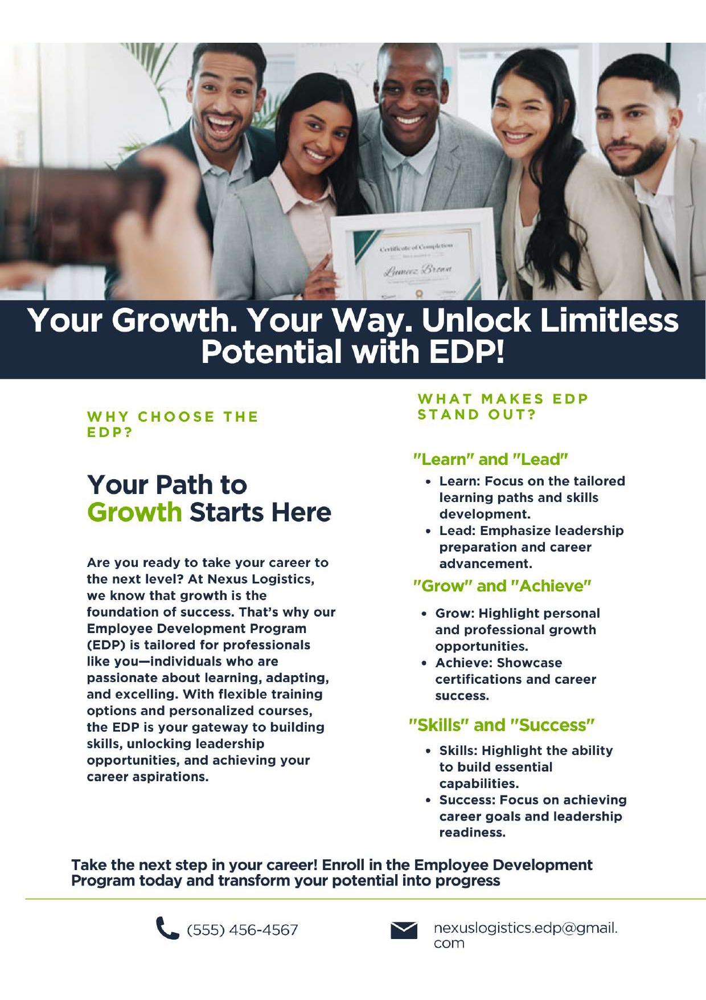 Certificate of Completion
Your Growth. Your Way. Unlock Limitless
Potential with EDP!
WHY CHOOSE THE
EDP?
Your Path to
Growth Starts Here
Are you ready to take your career to
the next level? At Nexus Logistics,
we know that growth is the
foundation of success. That’s why our
Employee Development Program
(EDP) is tailored for professionals
like you—individuals who are
passionate about learning, adapting,
and excelling. With flexible training
options and personalized courses,
the EDP is your gateway to building
skills, unlocking leadership
opportunities, and achieving your
career aspirations.
WHAT MAKES EDP
STAND OUT?
"Learn" and "Lead"
• Learn: Focus on the tailored
learning paths and skills
development.
• Lead: Emphasize leadership
preparation and career
advancement.
"Grow" and "Achieve"
• Grow: Highlight personal
and professional growth
opportunities.
• Achieve: Showcase
certifications and career
success.
"Skills" and "Success"
• Skills: Highlight the ability
to build essential
capabilities.
• Success: Focus on achieving
career goals and leadership
readiness.
Take the next step in your career! Enroll in the Employee Development
Program today and transform your potential into progress
(555) 456-4567
nexuslogistics.edp@gmail.
com